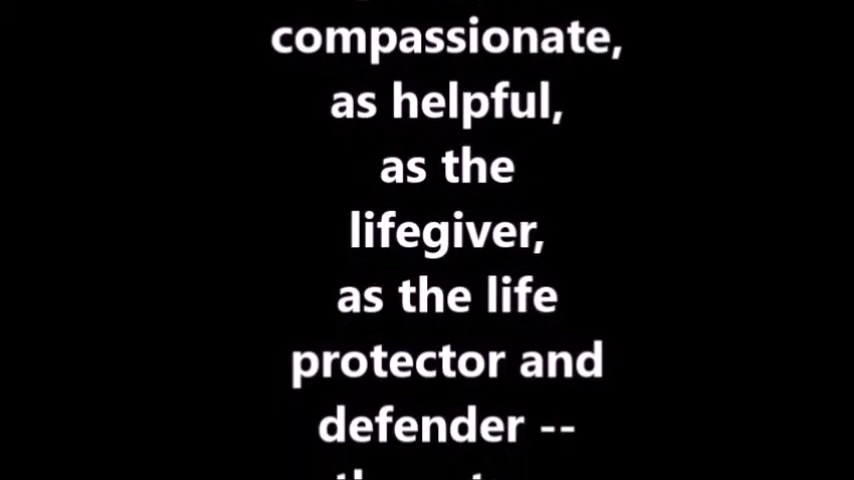 compassionate,
as helpful,
as the
lifegiver,
as the life
protector and
defender --